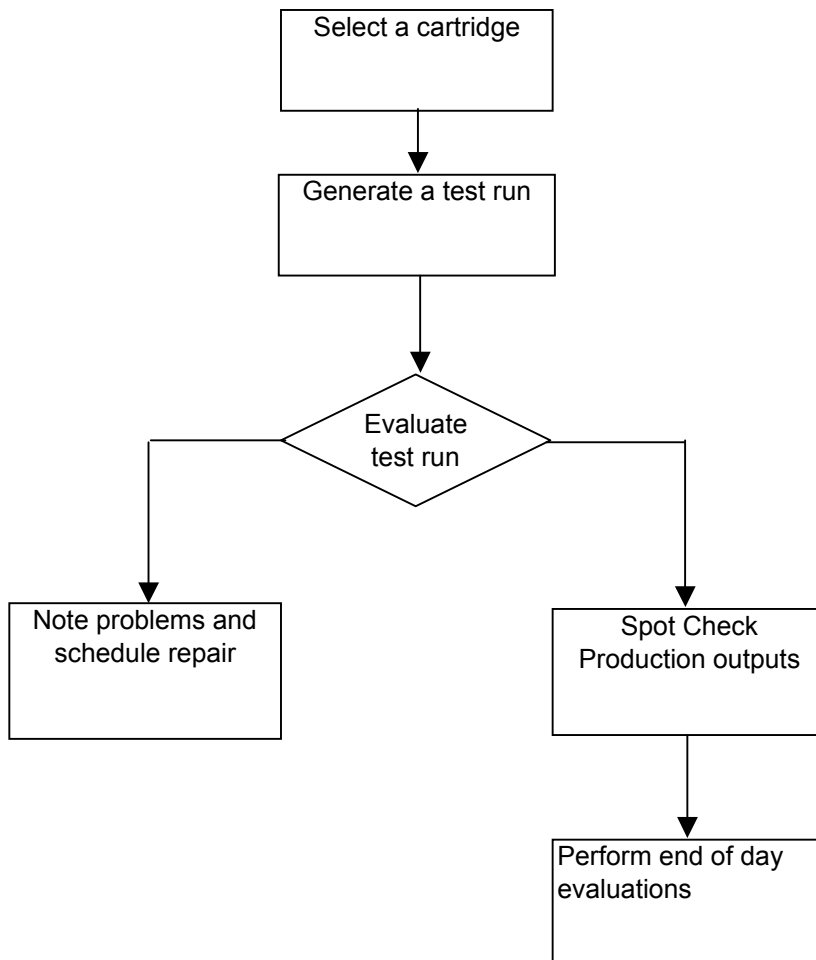 Select a cartridge
Generate a test run
Evaluate
test run
Note problems and
schedule repair
Spot Check
Production outputs
Perform end of day
evaluations